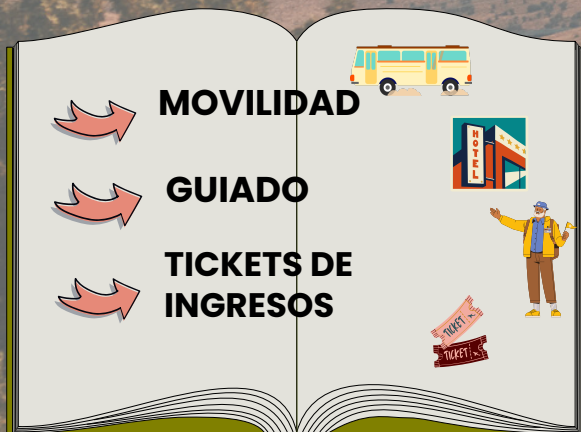 MOVILIDAD
HOTEL
GUIADO
TICKETS DE
INGRESOS
TICKET
TICKET